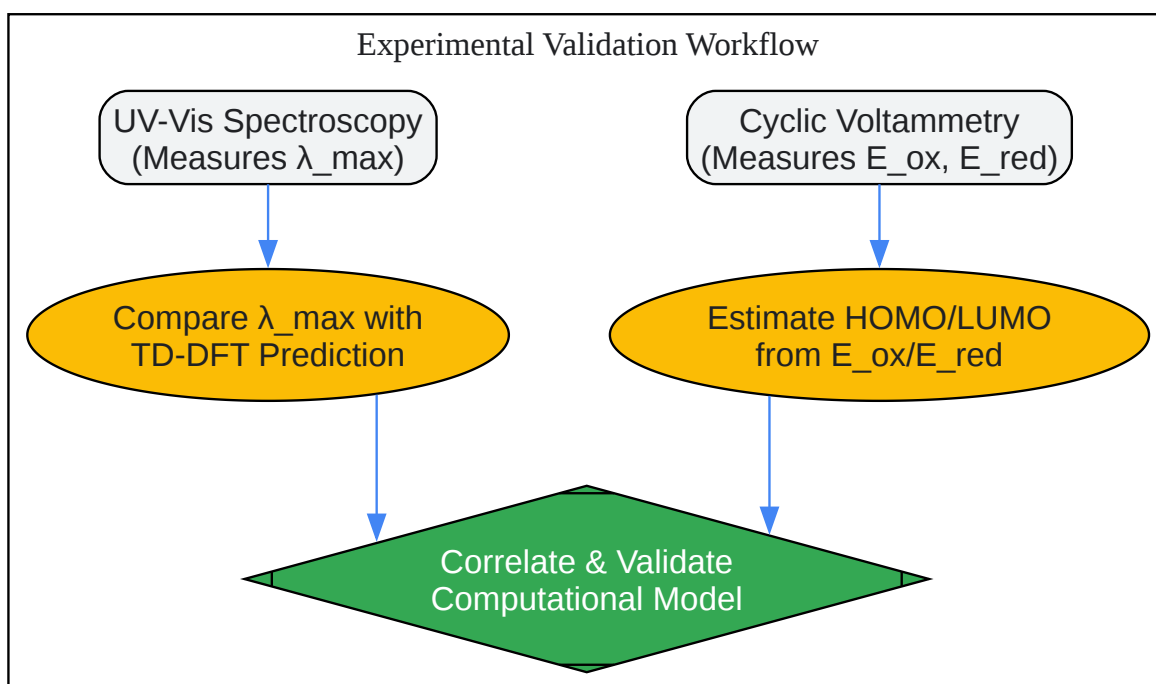 Experimental Validation Workflow
UV-Vis Spectroscopy
(Measures λ_max)
Cyclic Voltammetry
(Measures E_ox, E_red)
Compare λ_max with
TD-DFT Prediction
Estimate HOMO/LUMO
from E_ox/E_red
Correlate & Validate
Computational Model